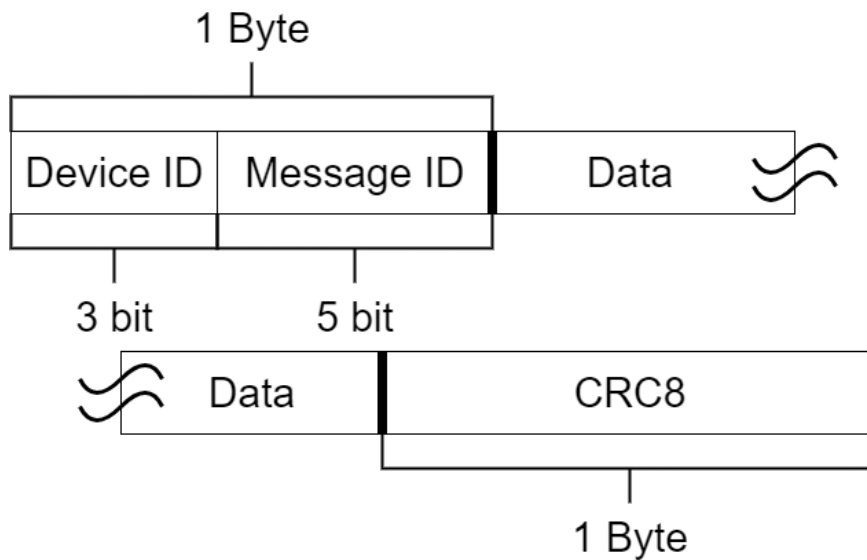 1 Byte
Device ID Message ID Data
3 bit 5 bit
Data CRC8
1 Byte